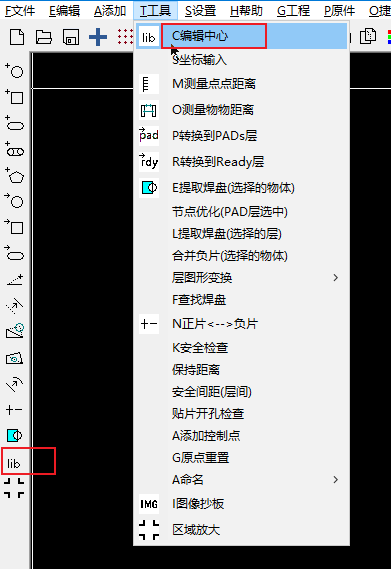 F文件 E编辑 A添加 T工具 S设置 H帮助 G工程 P原件
lib C编辑中心
S坐标输入
M测量点点距离
O测量物物距离
pad P转换到PADs层
rdy R转换到Ready层
E提取焊盘(选择的物体)
节点优化(PAD层选中)
L提取焊盘(选择的层)
合并负片(选择的物体)
层图形变换
F查找焊盘
N正片<-->负片
K安全检查
保持距离
安全间距(层间)
贴片开孔检查
A添加控制点
G原点重置
A命名
IMG I图像抄板
区域放大
lib